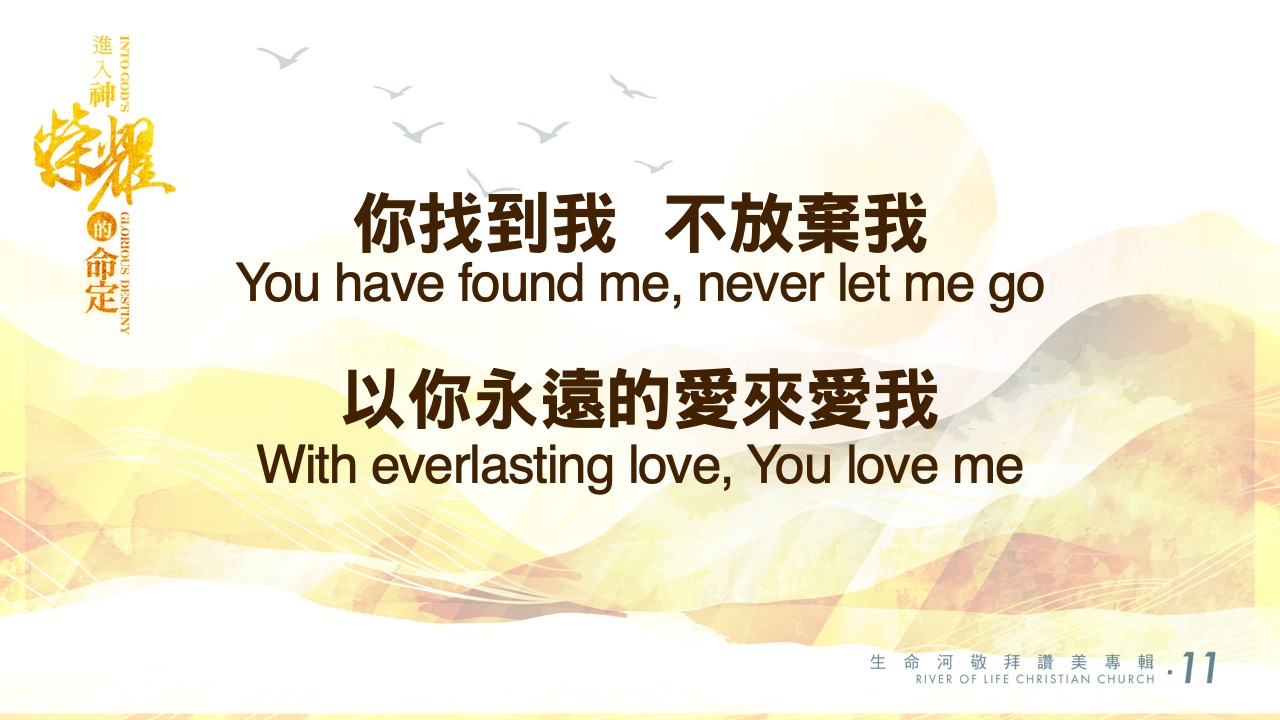 進入神
榮耀
的
命定
INTO GOD'S
GLORIOUS DESTINY
你找到我 不放棄我
You have found me, never let me go
以你永遠的愛來愛我
With everlasting love, You love me
生命河敬拜讚美專輯
RIVER OF LIFE CHRISTIAN CHURCH
·11